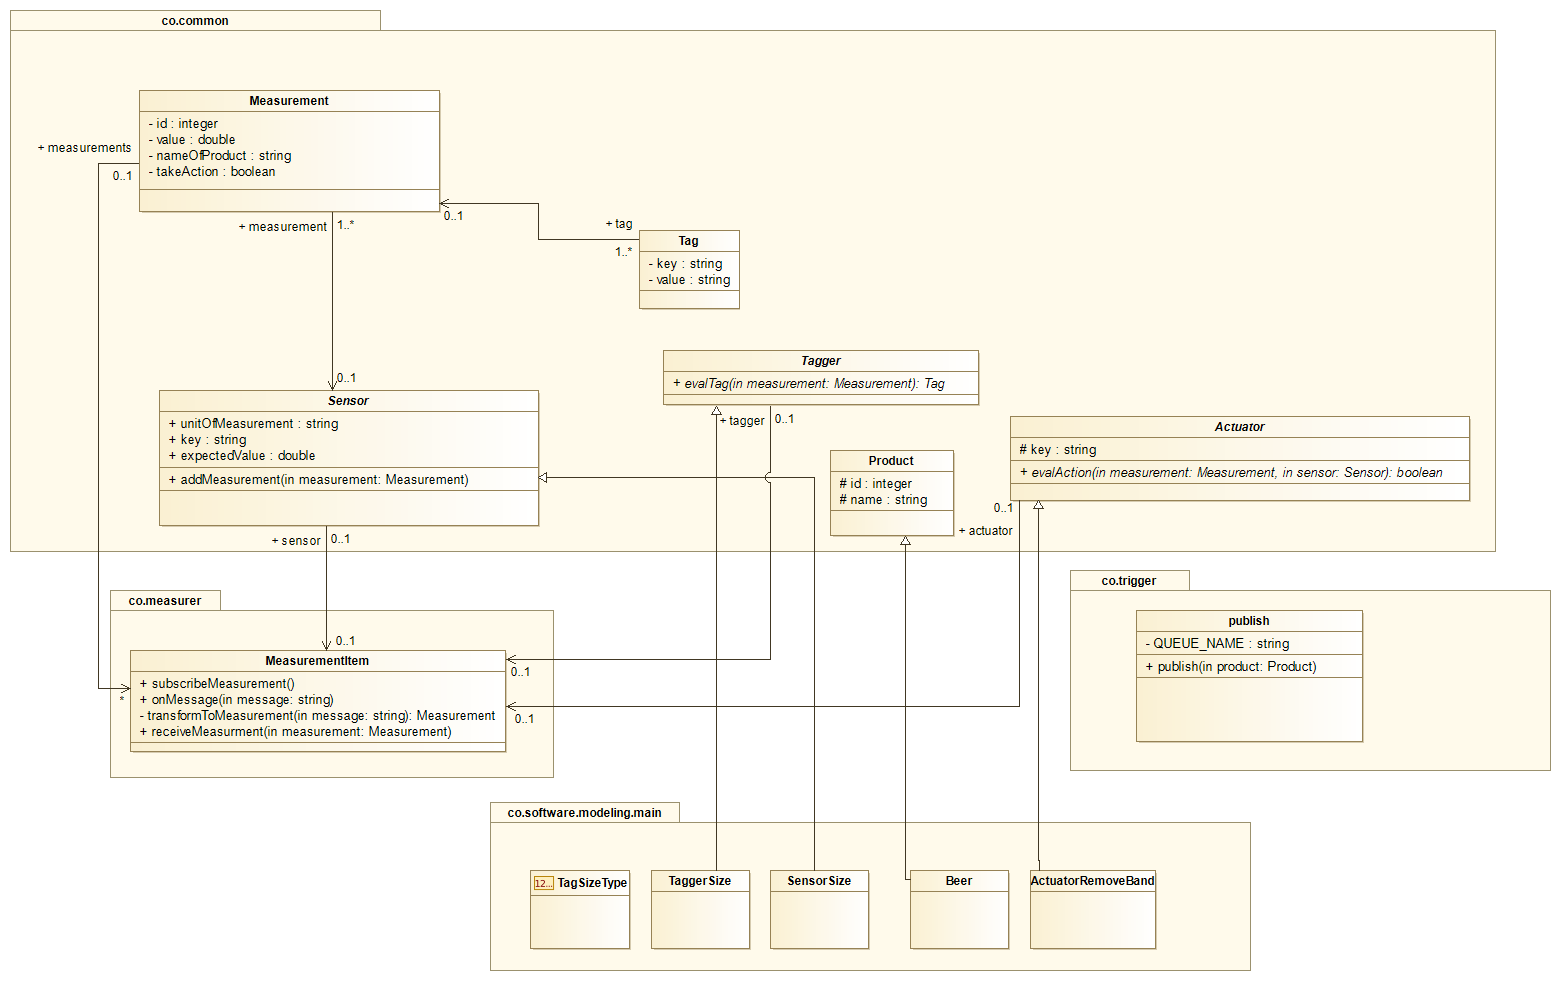 co.common
Measurement
- id : integer
- value : double
- nameOfProduct : string
- takeAction : boolean
+ measurements
0..1
0..1
+ tag
1..*
+ measurement
1..*
Tag
- key : string
- value : string
0..1
Sensor
+ unitOfMeasurement : string
+ key : string
+ expectedValue : double
+ addMeasurement(in measurement: Measurement)
Tagger
+ evalTag(in measurement: Measurement): Tag
+ tagger
0..1
Product
# id : integer
# name : string
Actuator
# key : string
+ evalAction(in measurement: Measurement, in sensor: Sensor): boolean
0..1
+ actuator
+ sensor
0..1
co.measurer
0..1
MeasurementItem
+ subscribeMeasurement()
+ onMessage(in message: string)
- transformToMeasurement(in message: string): Measurement
+ receiveMeasurment(in measurement: Measurement)
*
0..1
0..1
co.trigger
publish
- QUEUE_NAME : string
+ publish(in product: Product)
co.software.modeling.main
12... TagSizeType
TaggerSize
SensorSize
Beer
ActuatorRemoveBand